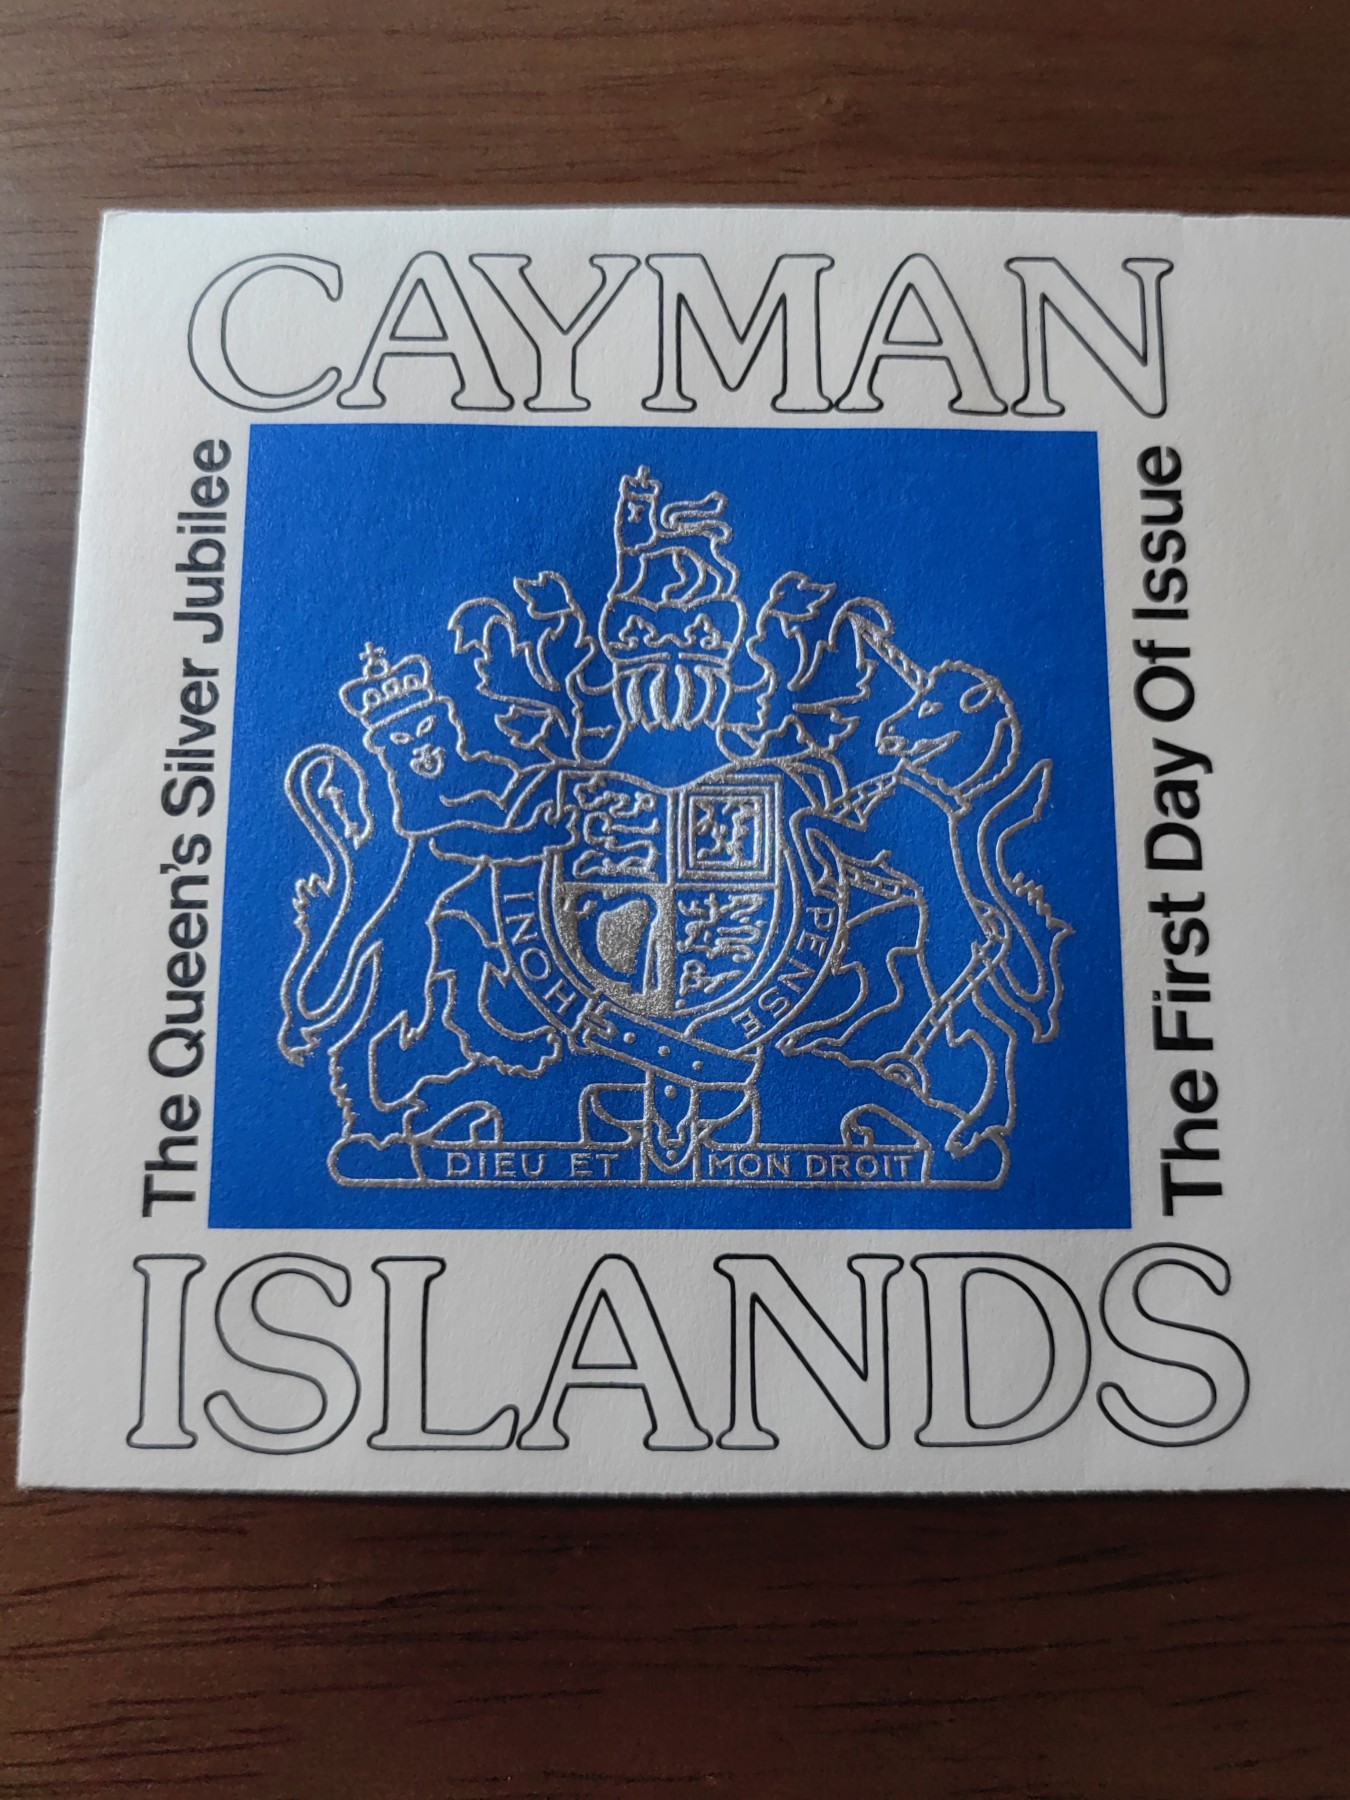 CAYMAN
The Queen's Silver Jubilee
The First Day Of Issue
HONI
PENSE
DIEU ET MON DROIT
ISLANDS